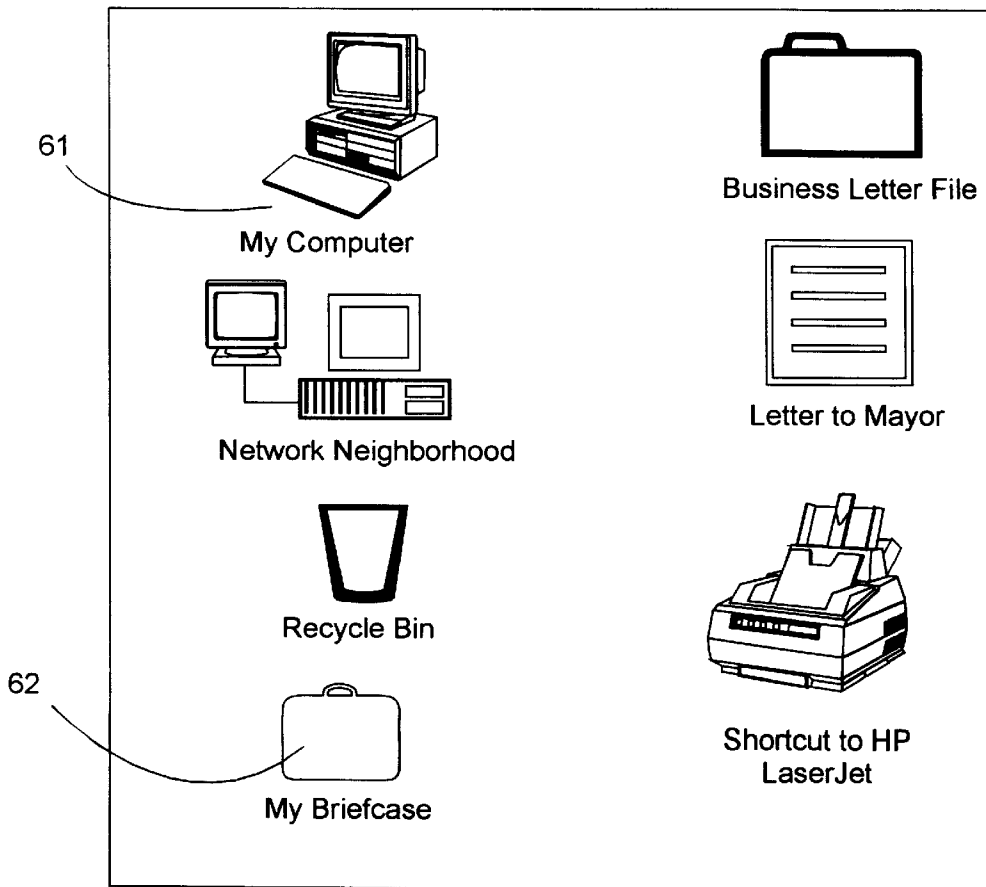 61
My Computer
Network Neighborhood
Recycle Bin
62
My Briefcase
Business Letter File
Letter to Mayor
Shortcut to HP
LaserJet